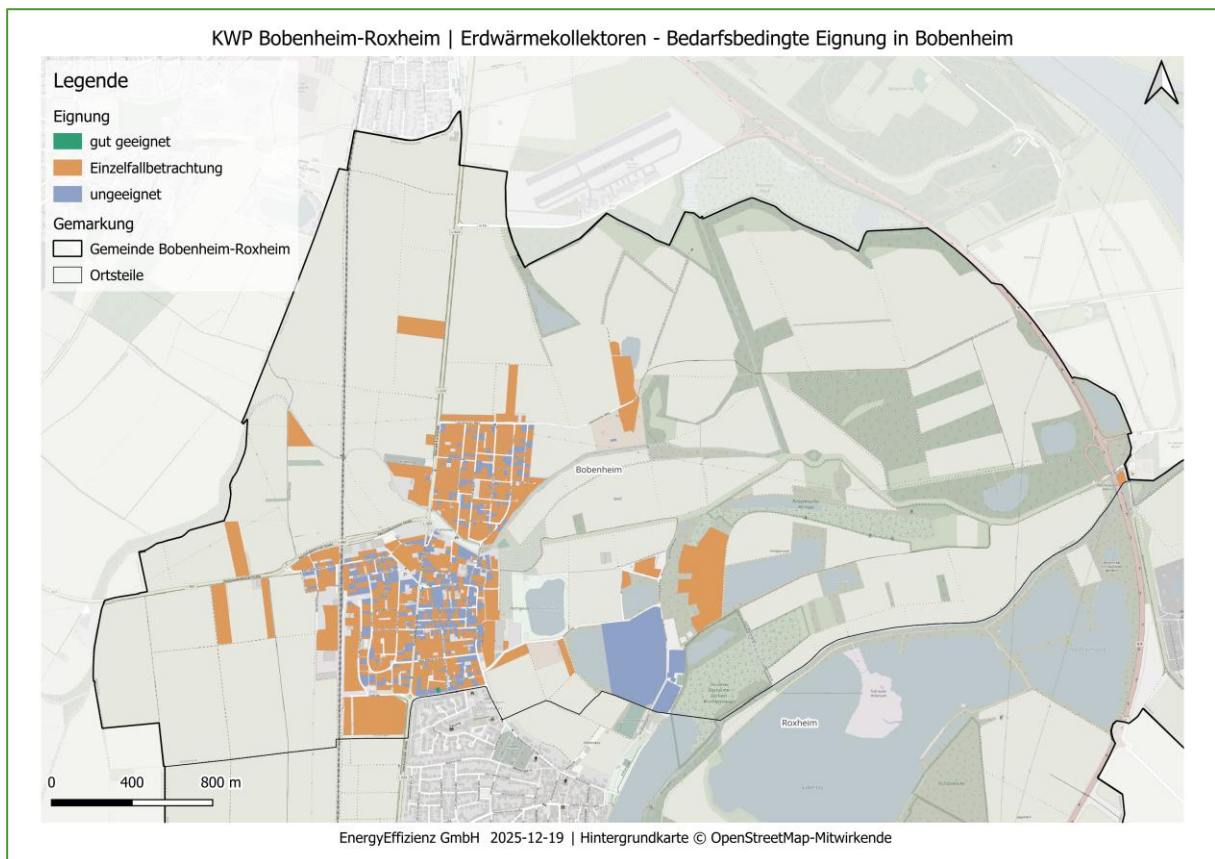 KWP Bobenheim-Roxheim | Erdwärmekollektoren - Bedarfsbedingte Eignung in Bobenheim
Legende
Eignung
gut geeignet
Einzelfallbetrachtung
ungeeignet
Gemarkung
Gemeinde Bobenheim-Roxheim
Ortsteile
Bobenheim
Roxheim
0 400 800 m
EnergyEffizienz GmbH 2025-12-19 | Hintergrundkarte © OpenStreetMap-Mitwirkende